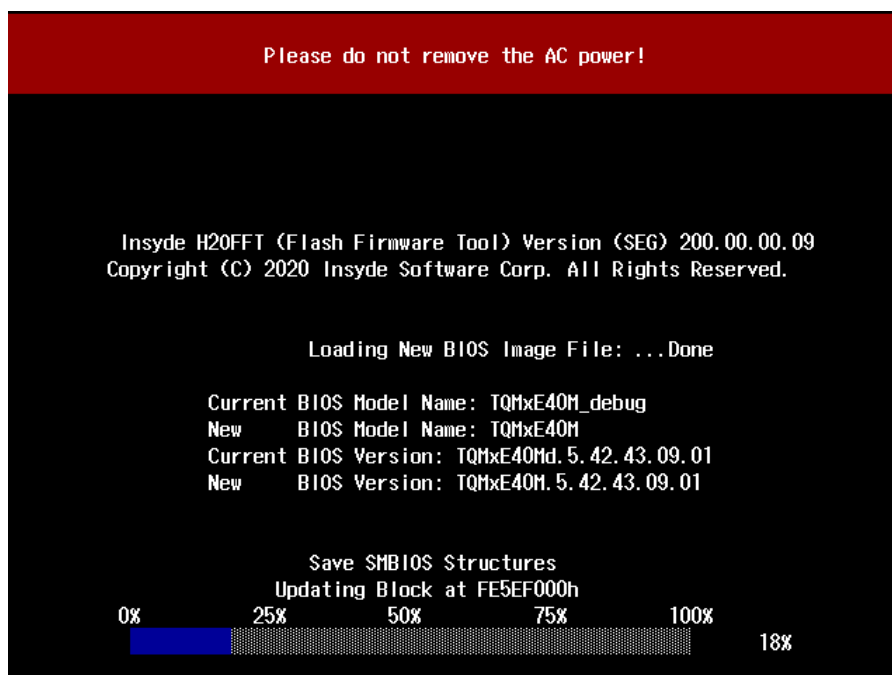 Please do not remove the AC power!
Insyde H2OFFT (Flash Firmware Tool) Version (SEG) 200.00.00.09
Copyright (C) 2020 Insyde Software Corp. All Rights Reserved.
Loading New BIOS Image File: ...Done
Current BIOS Model Name: TQMxE40M_debug
New BIOS Model Name: TQMxE40M
Current BIOS Version: TQMxE40Md.5.42.43.09.01
New BIOS Version: TQMxE40M.5.42.43.09.01
Save SMBIOS Structures
Updating Block at FE5EF000h
0% 25% 50% 75% 100%
18%